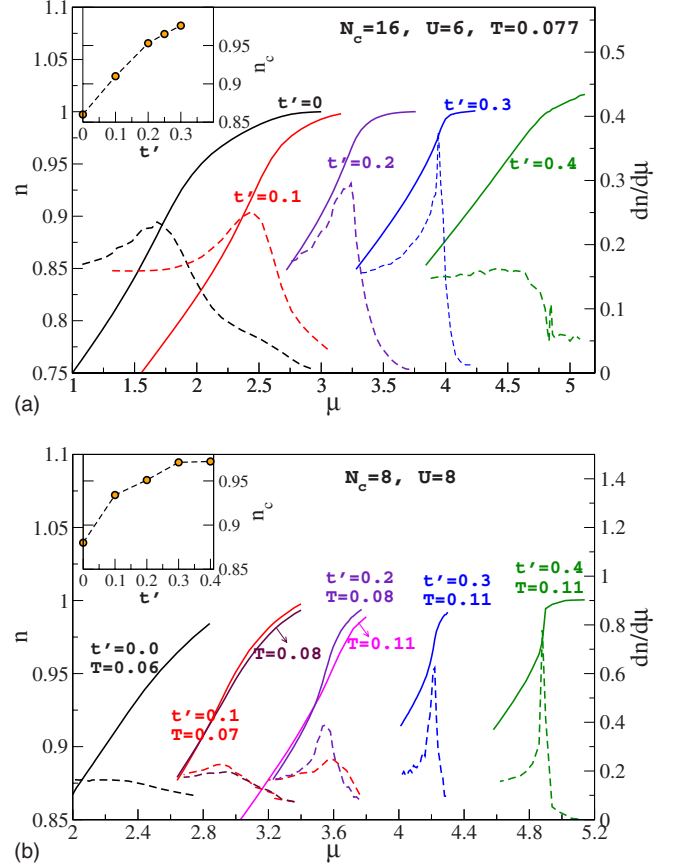 N_c=16, U=6, T=0.077
1.1
1.05
1
0.95
0.9
0.85
0.8
0.75
n
0.95
0.9
0.85
n_c
0 0.1 0.2 0.3
t'
t'=0
t'=0.1
t'=0.2
t'=0.3
t'=0.4
0.5
0.4
0.3
0.2
0.1
0
dn/dμ
1 1.5 2 2.5 3 3.5 4 4.5 5
μ
(a)
N_c=8, U=8
1.1
1.05
1
0.95
0.9
0.85
n
0.95
0.9
0.85
n_c
0 0.1 0.2 0.3 0.4
t'
t'=0.0
T=0.06
t'=0.1
T=0.07
T=0.08
t'=0.2
T=0.08
T=0.11
t'=0.3
T=0.11
t'=0.4
T=0.11
1.4
1.2
1
0.8
0.6
0.4
0.2
0
dn/dμ
2 2.4 2.8 3.2 3.6 4 4.4 4.8 5.2
μ
(b)